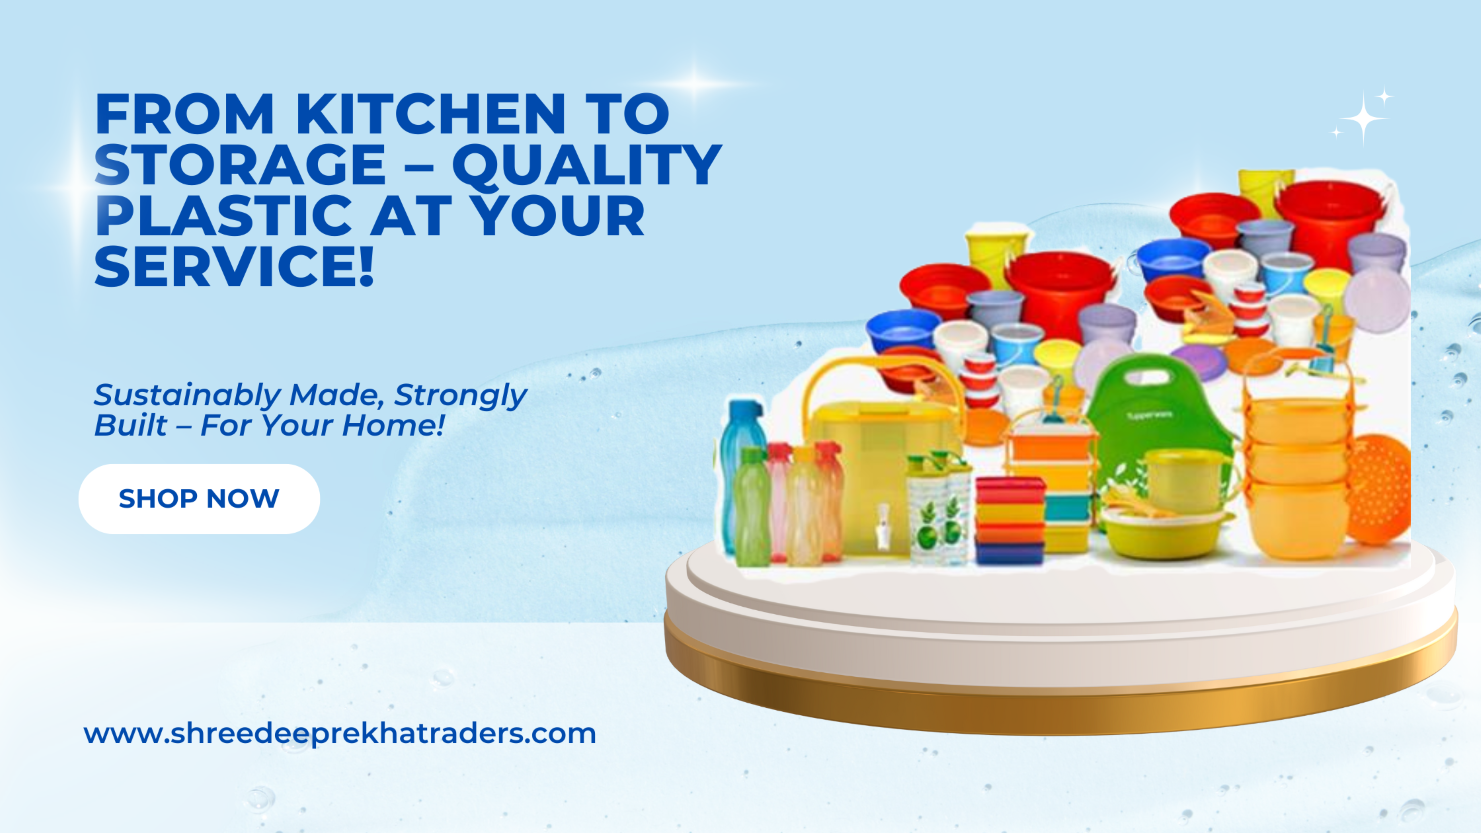 FROM KITCHEN TO
STORAGE – QUALITY
PLASTIC AT YOUR
SERVICE!
Sustainably Made, Strongly
Built – For Your Home!
SHOP NOW
Tupperware
www.shreedeeprekhatraders.com